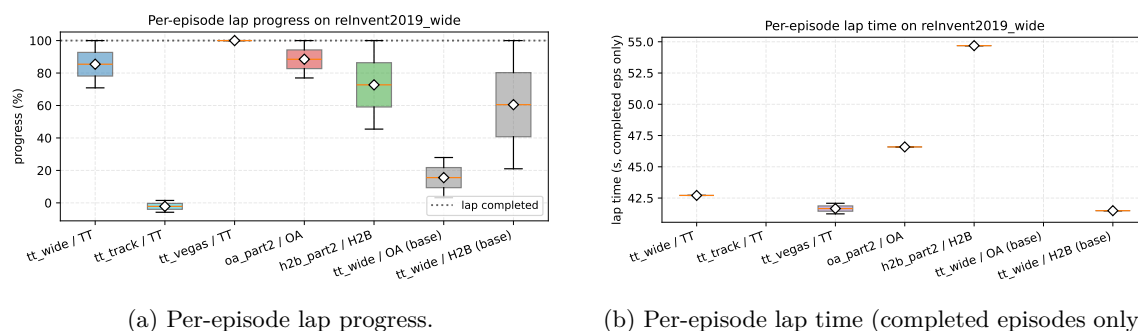 Per-episode lap progress on reInvent2019_wide
progress (%)
100
80
60
40
20
0
lap completed
tt_wide / TT
tt_track / TT
tt_vegas / TT
oa_part2 / OA
h2b_part2 / H2B
tt_wide / OA (base)
tt_wide / H2B (base)
(a) Per-episode lap progress.
Per-episode lap time on reInvent2019_wide
lap time (s, completed eps only
55.0
52.5
50.0
47.5
45.0
42.5
tt_wide / TT
tt_track / TT
tt_vegas / TT
oa_part2 / OA
h2b_part2 / H2B
tt_wide / OA (base)
tt_wide / H2B (base)
(b) Per-episode lap time (completed episodes only